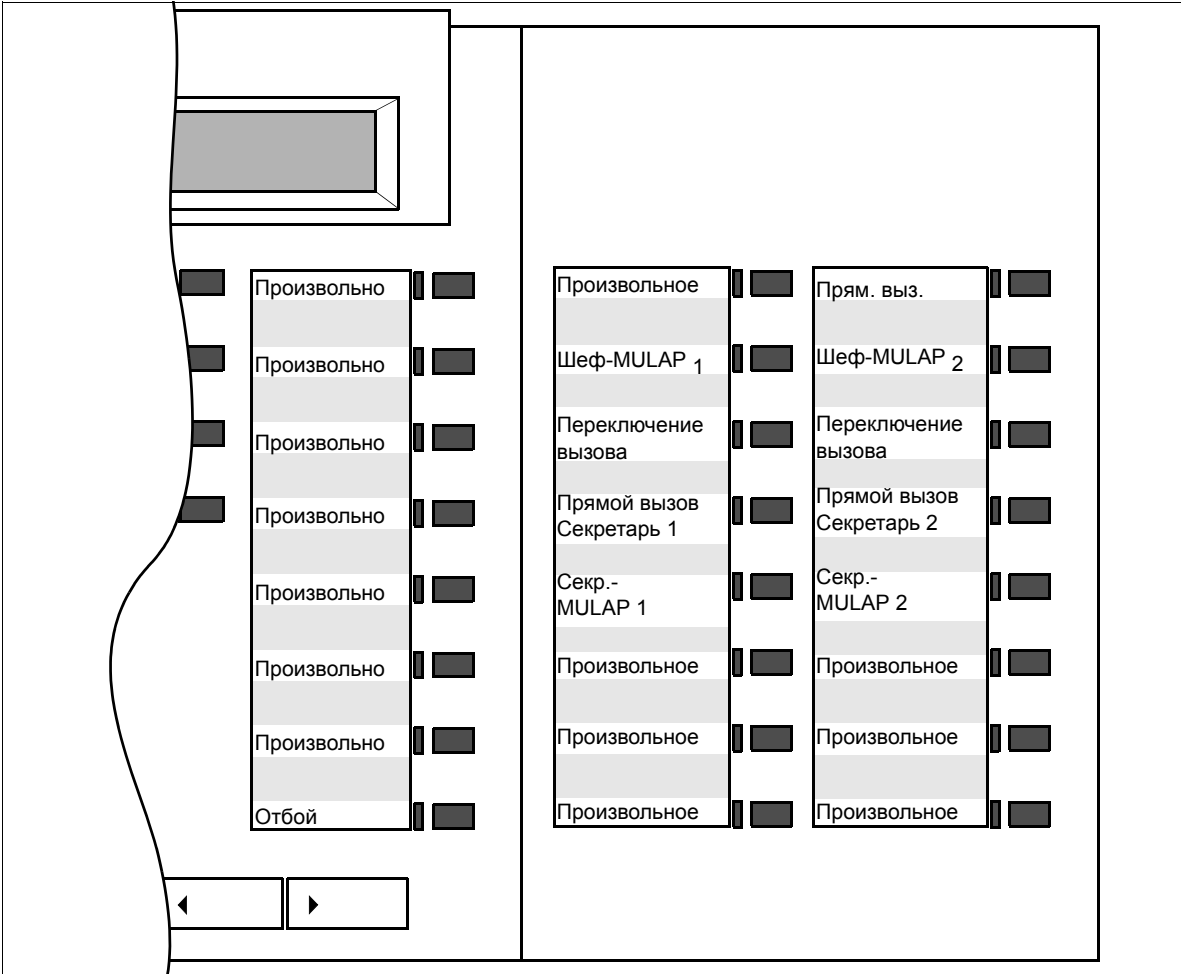 Произвольно
Произвольно
Произвольно
Произвольно
Произвольно
Произвольно
Произвольно
Отбой
Произвольное
Шеф-MULAP 1
Переключение
вызова
Прямой вызов
Секретарь 1
Секр.-
MULAP 1
Произвольное
Произвольное
Произвольное
Прям. выз.
Шеф-MULAP 2
Переключение
вызова
Прямой вызов
Секретарь 2
Секр.-
MULAP 2
Произвольное
Произвольное
Произвольное